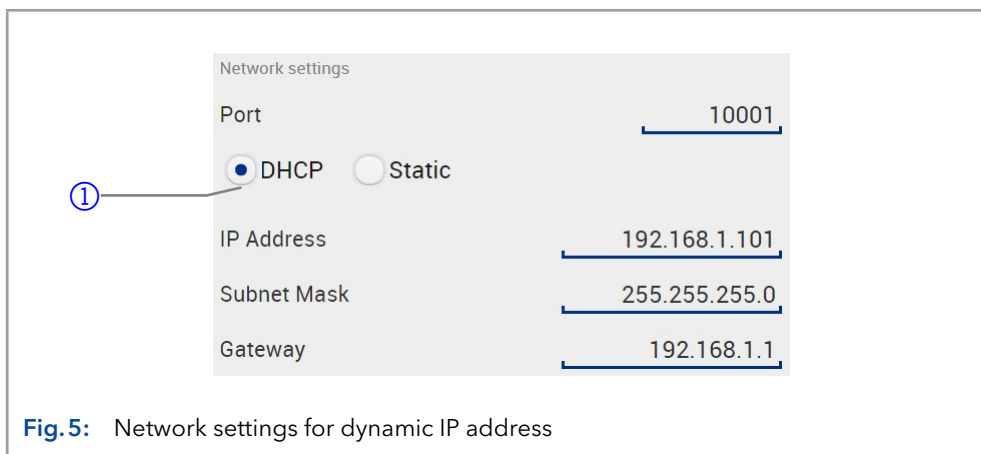 Network settings
Port 10001
DHCP Static
①
IP Address 192.168.1.101
Subnet Mask 255.255.255.0
Gateway 192.168.1.1
Fig.5: Network settings for dynamic IP address